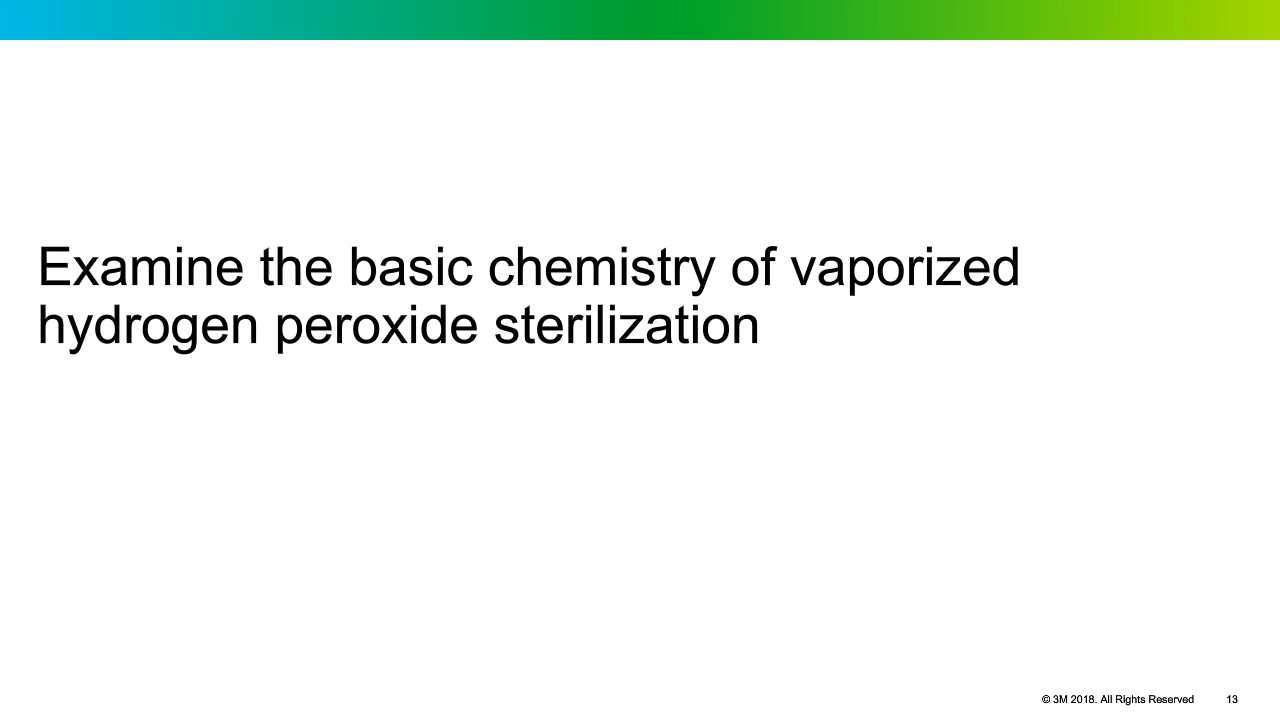 Examine the basic chemistry of vaporized
hydrogen peroxide sterilization
© 3M 2018. All Rights Reserved 13